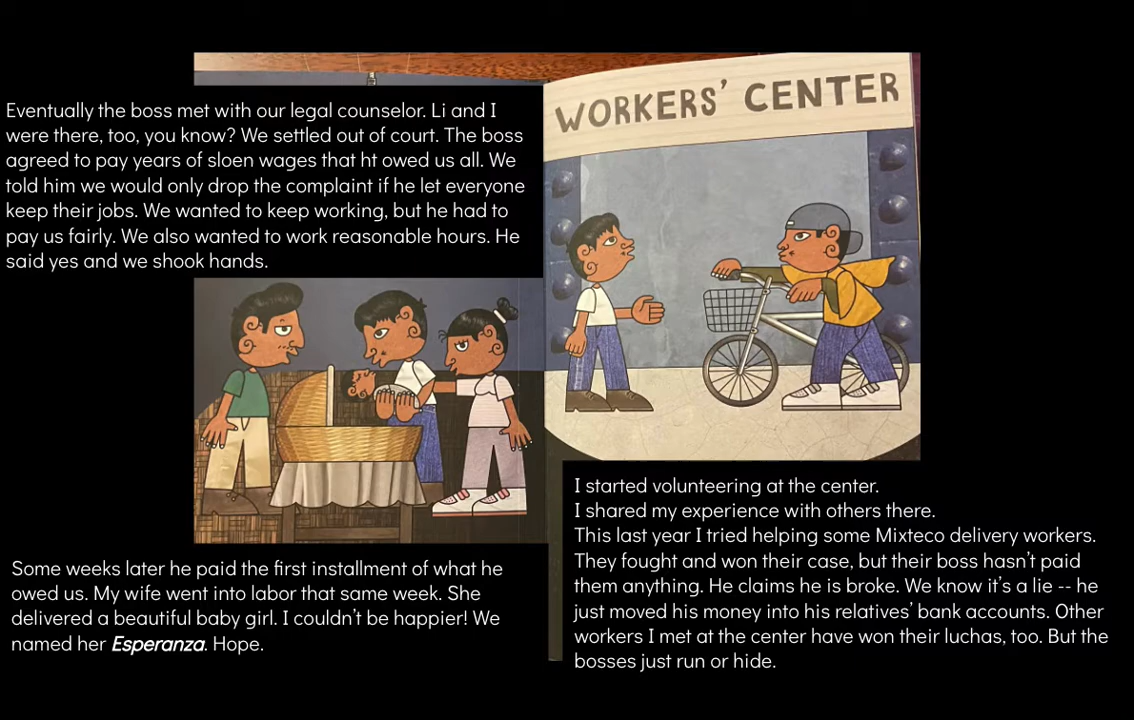 Eventually the boss met with our legal counselor. Li and I
were there, too, you know? We settled out of court. The boss
agreed to pay years of sloen wages that ht owed us all. We
told him we would only drop the complaint if he let everyone
keep their jobs. We wanted to keep working, but he had to
pay us fairly. We also wanted to work reasonable hours. He
said yes and we shook hands.
Some weeks later he paid the first installment of what he
owed us. My wife went into labor that same week. She
delivered a beautiful baby girl. I couldn't be happier! We
named her Esperanza. Hope.
WORKERS' CENTER
I started volunteering at the center.
I shared my experience with others there.
This last year I tried helping some Mixteco delivery workers.
They fought and won their case, but their boss hasn't paid
them anything. He claims he is broke. We know it's a lie -- he
just moved his money into his relatives' bank accounts. Other
workers I met at the center have won their luchas, too. But the
bosses just run or hide.